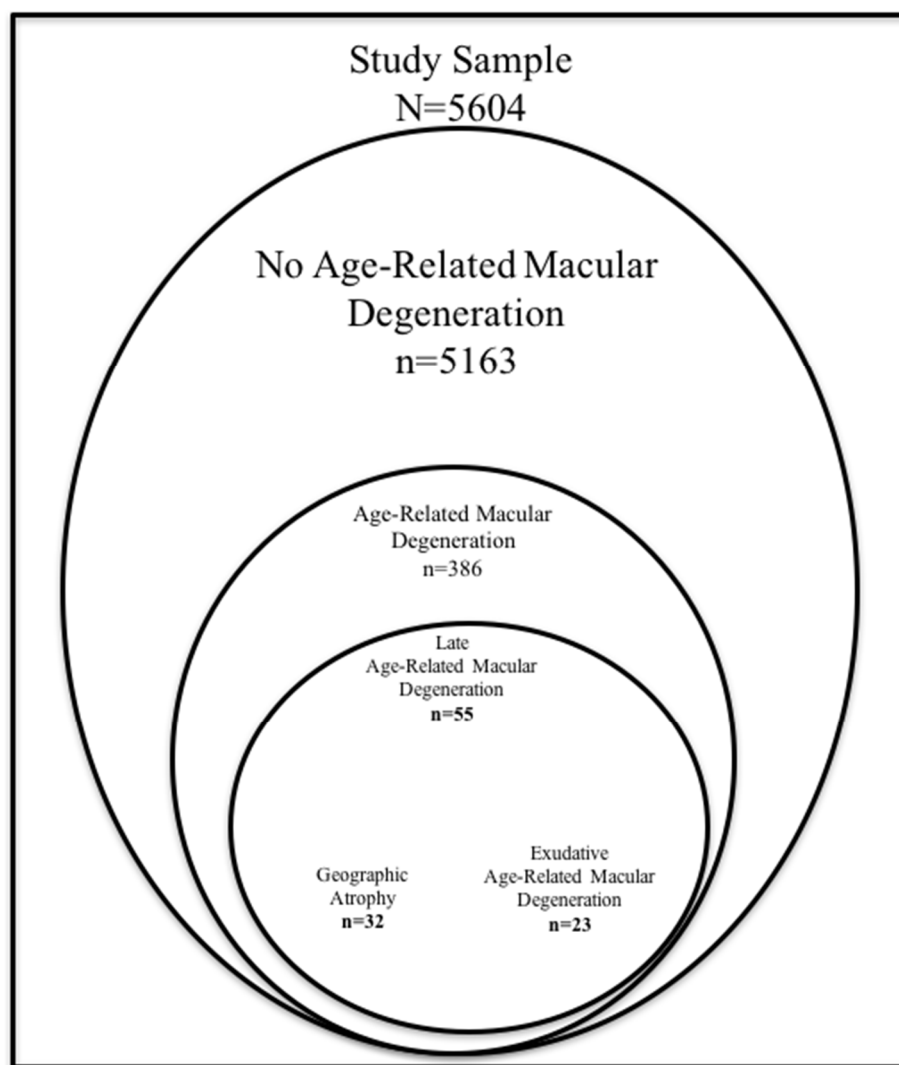 Study Sample
N=5604
No Age-Related Macular
Degeneration
n=5163
Age-Related Macular
Degeneration
n=386
Late
Age-Related Macular
Degeneration
n=55
Geographic
Atrophy
n=32
Exudative
Age-Related Macular
Degeneration
n=23